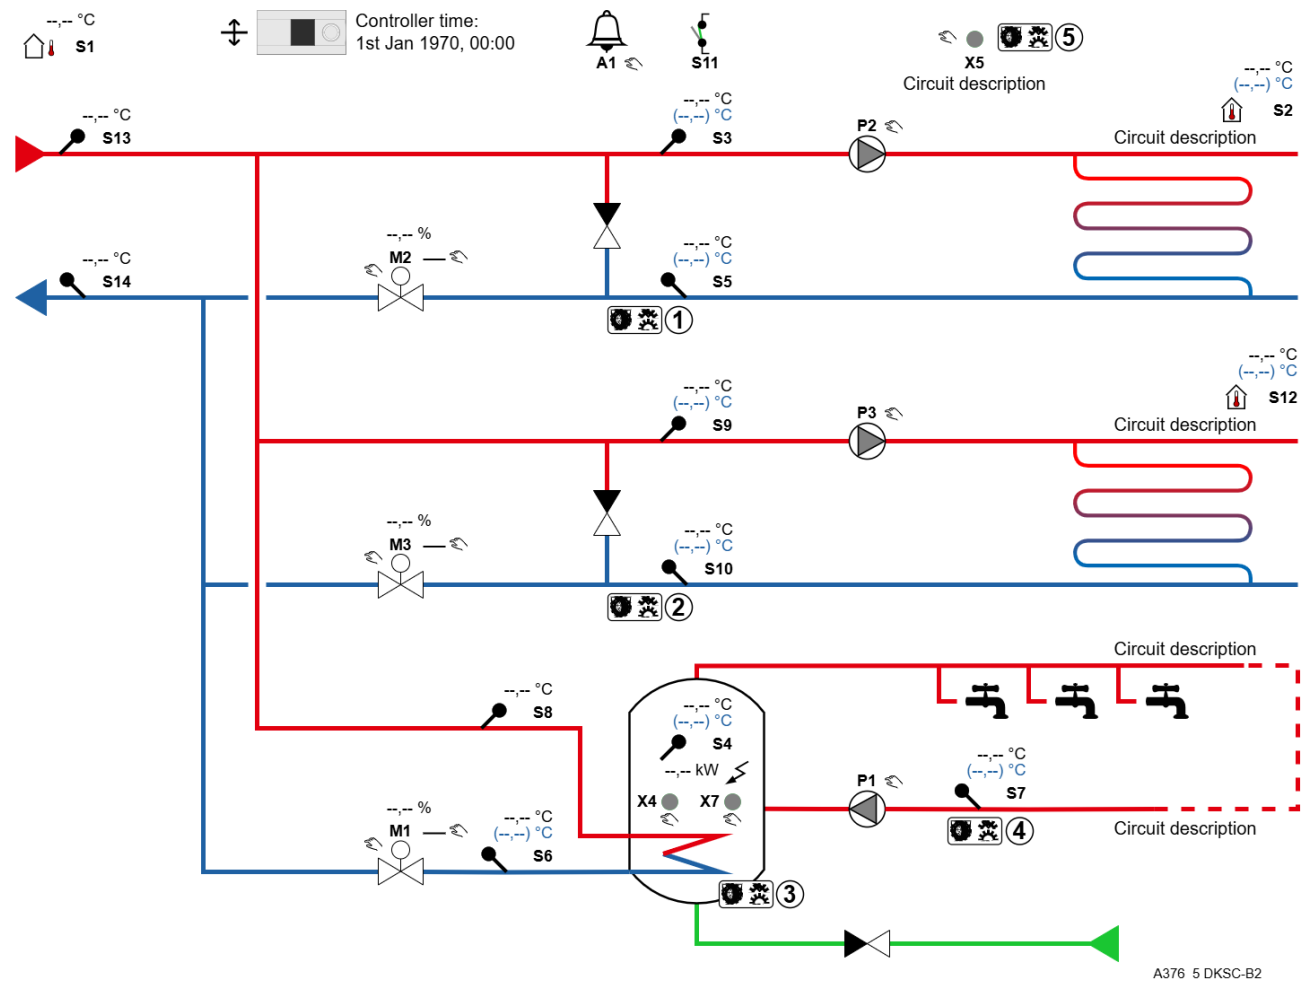 --,-- °C
S1
Controller time:
1st Jan 1970, 00:00
A1
S11
X5
5
Circuit description
--,-- °C
(--,--) °C
S2
--,-- °C
S13
--,-- °C
(--,--) °C
S3
P2
Circuit description
--,-- °C
S14
--,-- %
M2
--,-- °C
(--,--) °C
S5
1
--,-- °C
(--,--) °C
S12
--,-- °C
(--,--) °C
S9
P3
Circuit description
--,-- %
M3
--,-- °C
(--,--) °C
S10
2
Circuit description
--,-- °C
S8
--,-- °C
(--,--) °C
S4
--,-- kW
X4
X7
P1
--,-- °C
(--,--) °C
S7
4
Circuit description
--,-- %
M1
--,-- °C
(--,--) °C
S6
3
A376 5 DKSC-B2